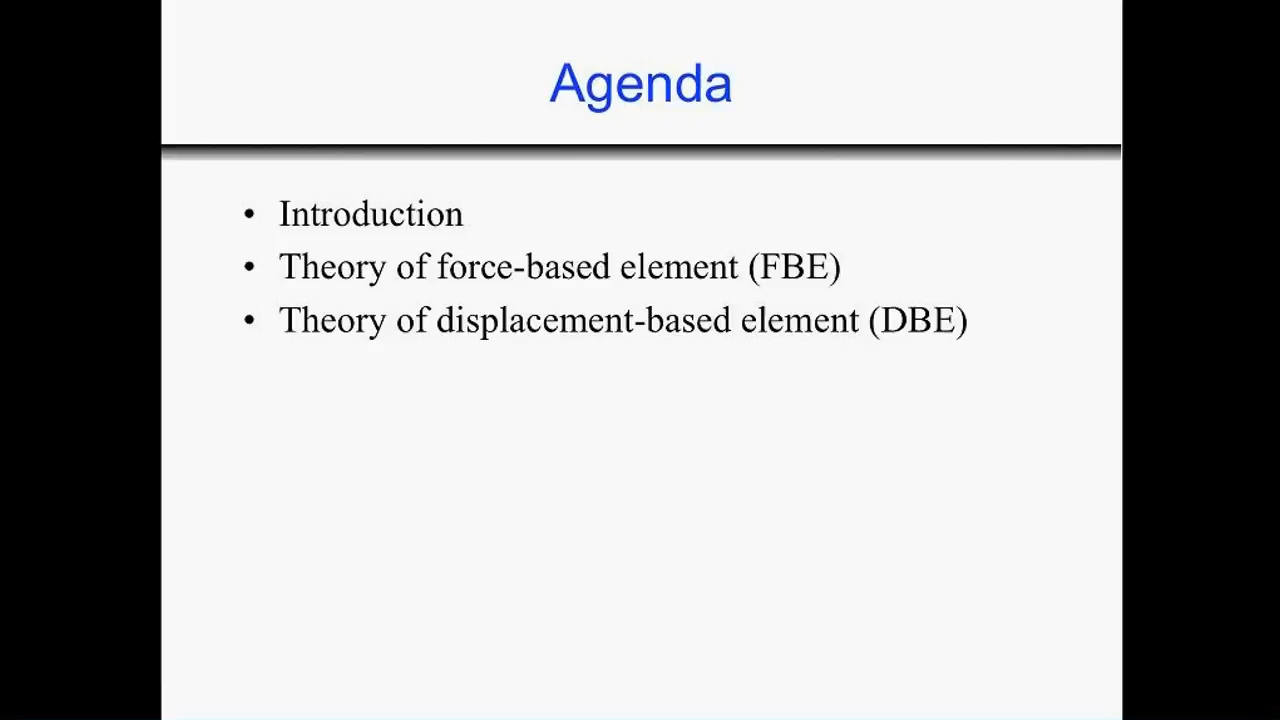 Agenda
• Introduction
• Theory of force-based element (FBE)
• Theory of displacement-based element (DBE)